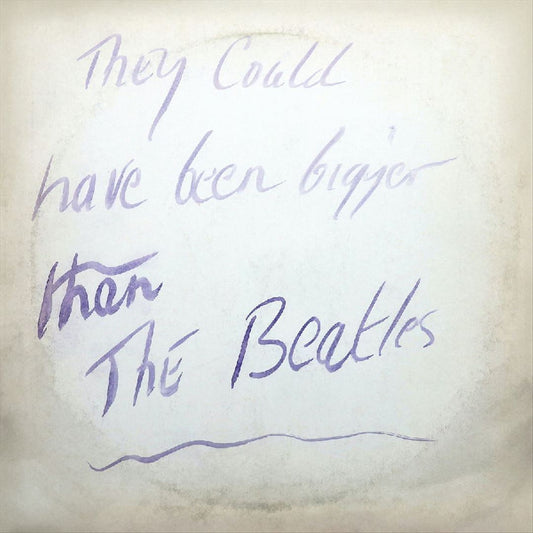 They Could
have been bigger
than
The Beatles